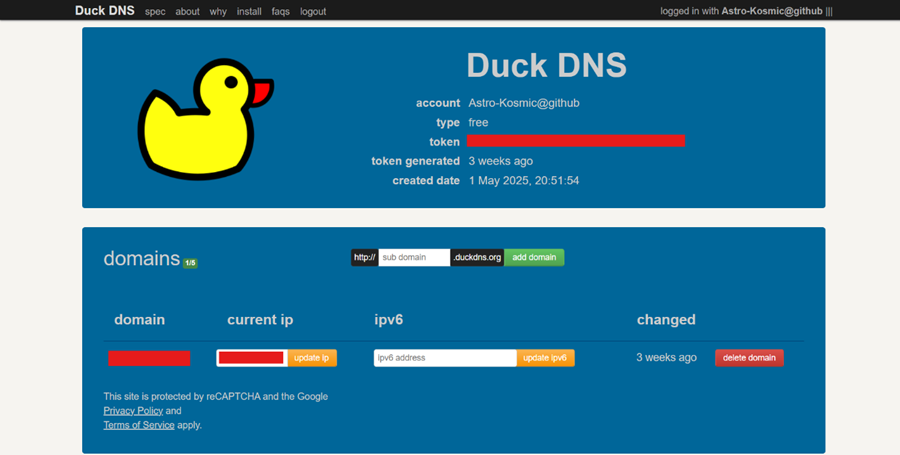 Duck DNS spec about why install faqs logout logged in with Astro-Kosmic@github |||
Duck DNS
account Astro-Kosmic@github
type free
token
token generated 3 weeks ago
created date 1 May 2025, 20:51:54
domains 1/5 http:// sub domain .duckdns.org add domain
domain current ip ipv6 changed
update ip ipv6 address update ipv6 3 weeks ago delete domain
This site is protected by reCAPTCHA and the Google
Privacy Policy and
Terms of Service apply.